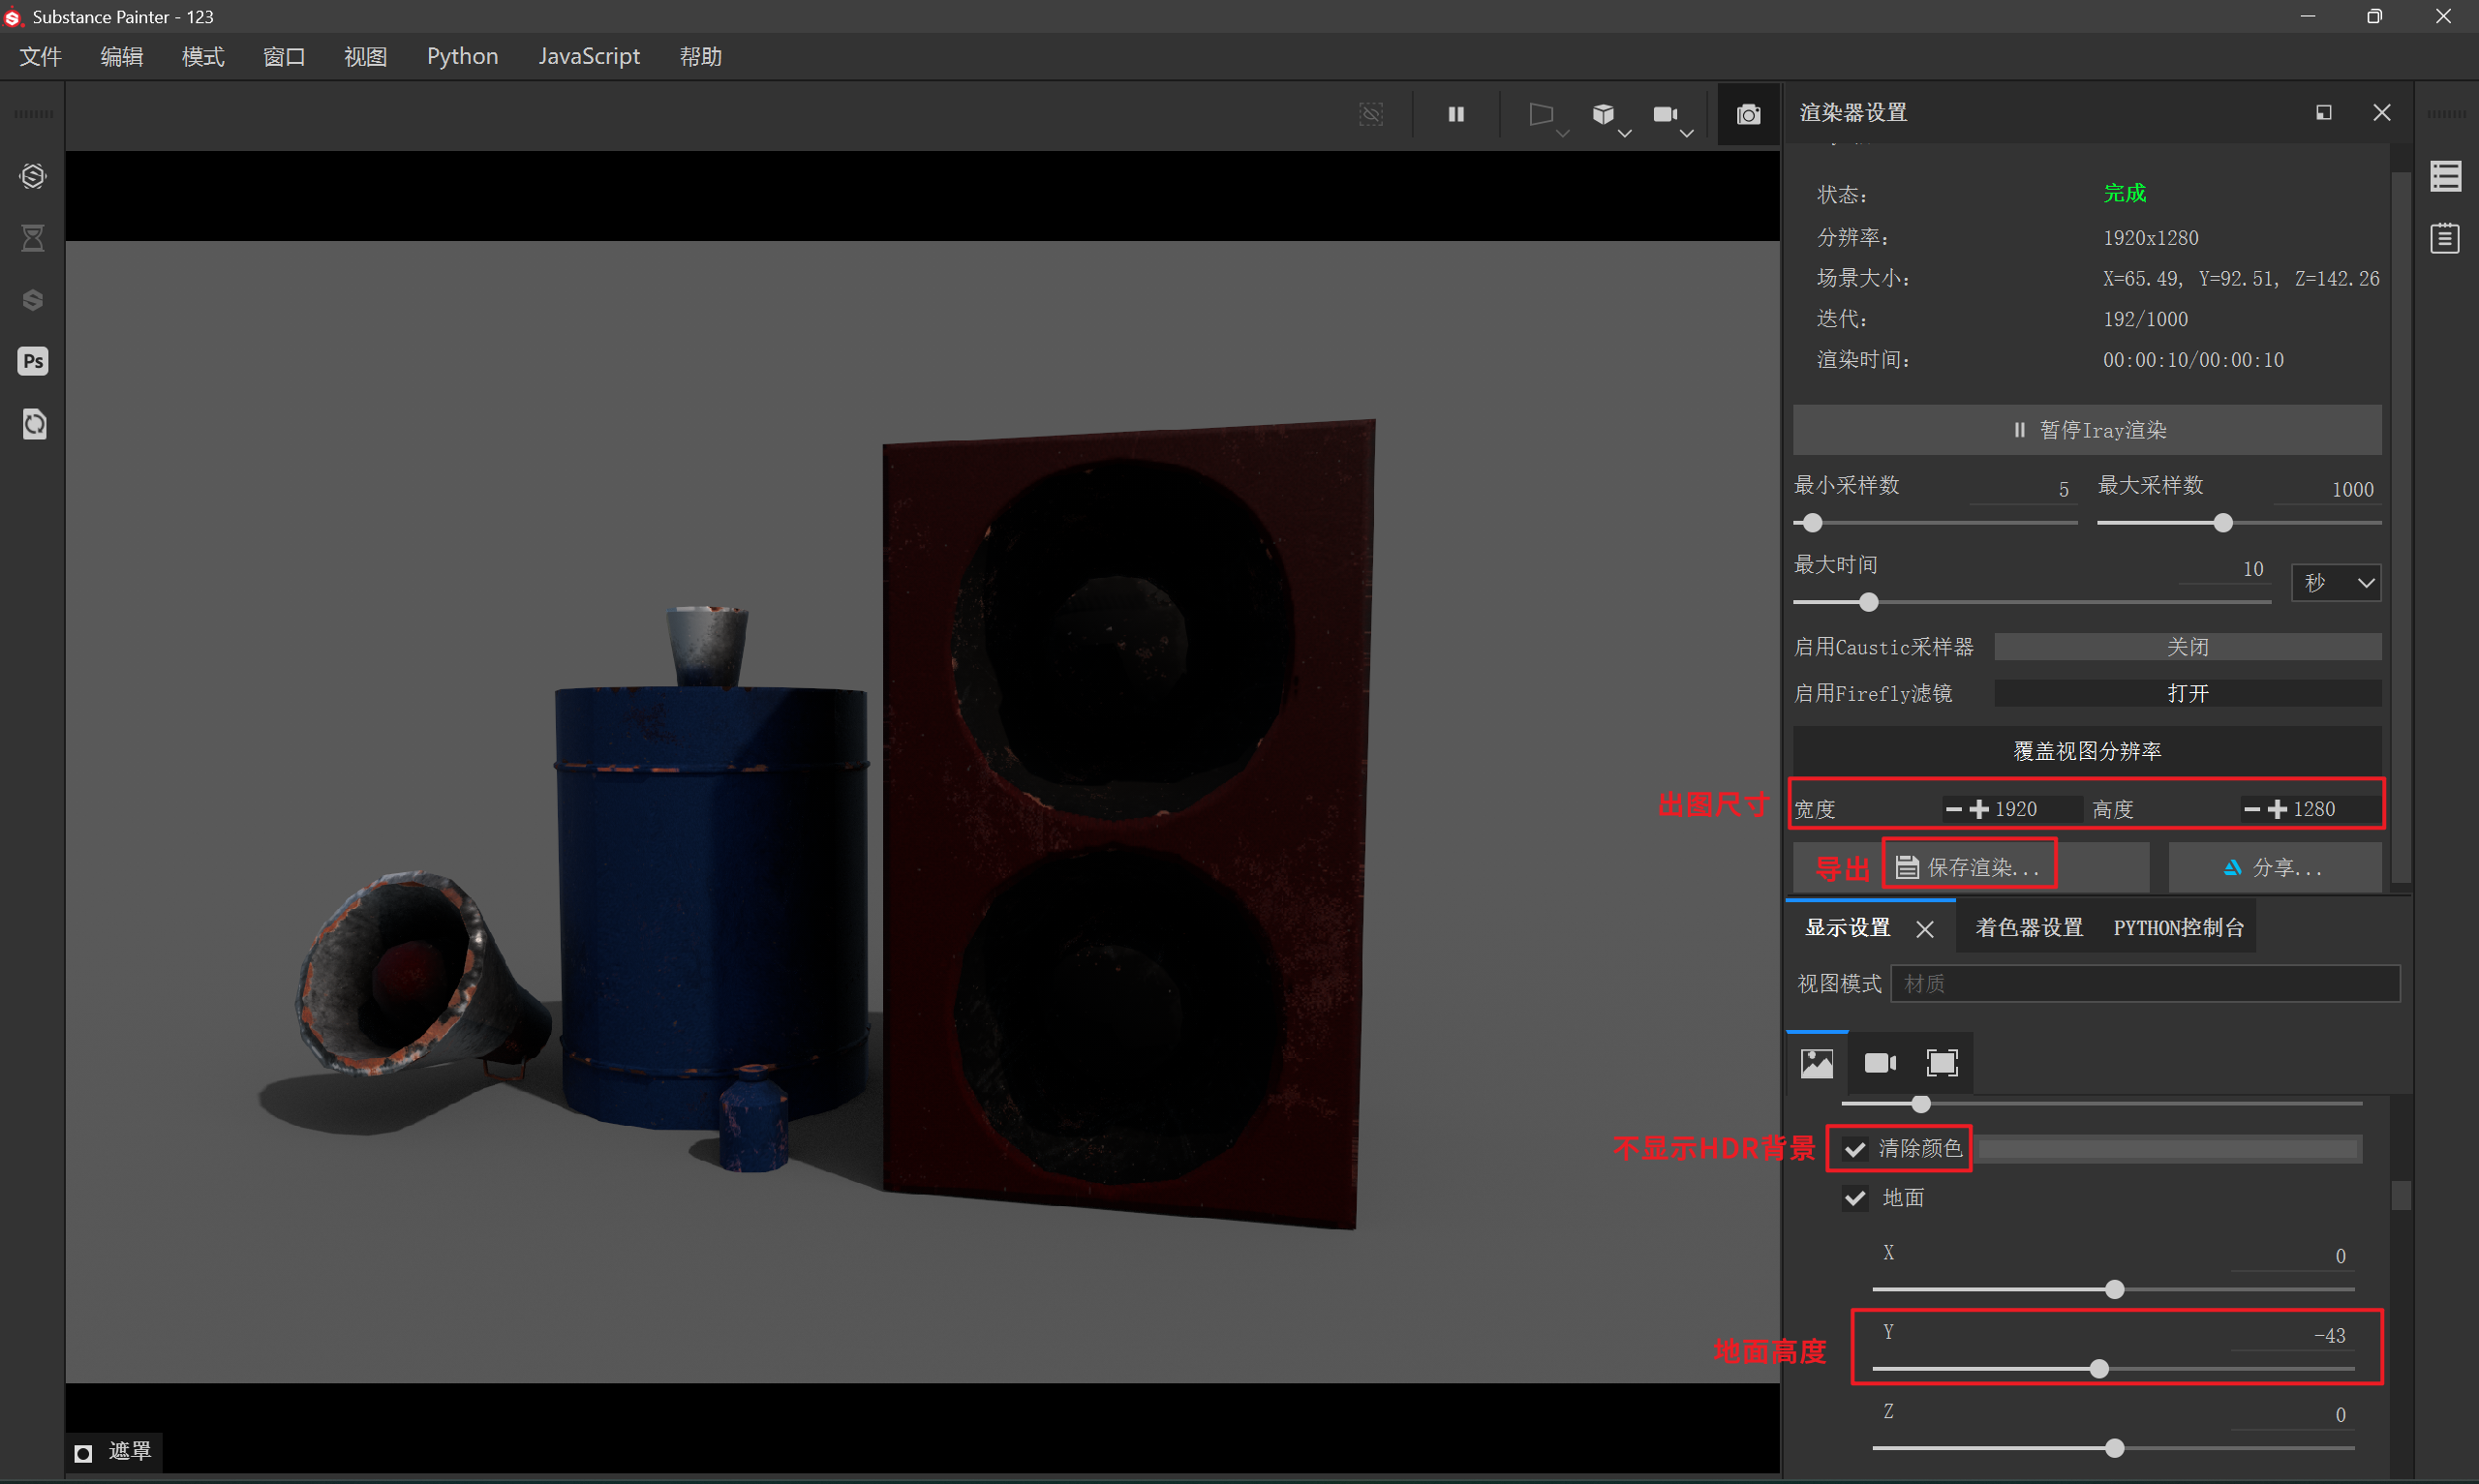 Substance Painter - 123
文件 编辑 模式 窗口 视图 Python JavaScript 帮助
渲染器设置
状态： 完成
分辨率： 1920x1280
场景大小： X=65.49, Y=92.51, Z=142.26
迭代： 192/1000
渲染时间： 00:00:10/00:00:10
暂停Iray渲染
最小采样数 5 最大采样数 1000
最大时间 10 秒
启用Caustic采样器 关闭
启用Firefly滤镜 打开
覆盖视图分辨率
出图尺寸 宽度 1920 高度 1280
导出 保存渲染... 分享...
显示设置 着色器设置 PYTHON控制台
视图模式 材质
不显示HDR背景 清除颜色
地面
X 0
地面高度 Y -43
Z 0
遮罩
Ps